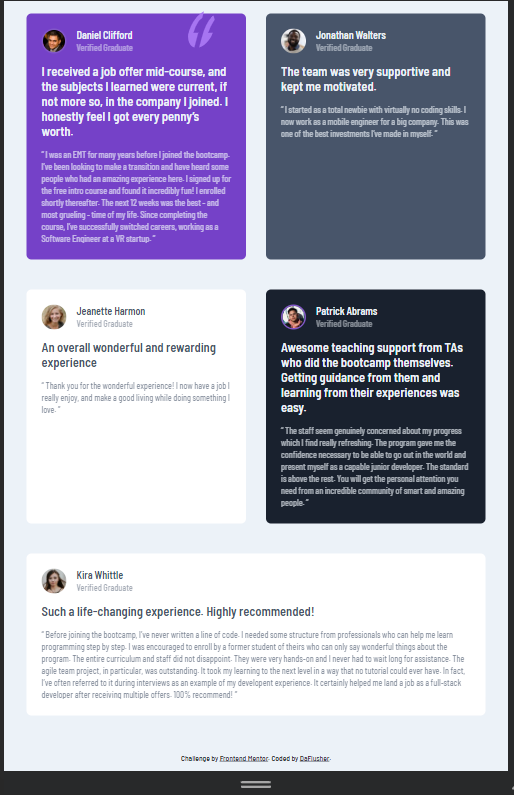 Daniel Clifford
Verified Graduate
I received a job offer mid-course, and
the subjects I learned were current, if
not more so, in the company I joined. I
honestly feel I got every penny's
worth.
“ I was an EMT for many years before I joined the bootcamp.
I've been looking to make a transition and have heard some
people who had an amazing experience here. I signed up for
the free intro course and found it incredibly fun! I enrolled
shortly thereafter. The next 12 weeks was the best - and
most grueling - time of my life. Since completing the
course, I've successfully switched careers, working as a
Software Engineer at a VR startup. ”
Jonathan Walters
Verified Graduate
The team was very supportive and
kept me motivated.
“ I started as a total newbie with virtually no coding skills. I
now work as a mobile engineer for a big company. This was
one of the best investments I've made in myself. ”
Jeanette Harmon
Verified Graduate
An overall wonderful and rewarding
experience
“ Thank you for the wonderful experience! I now have a job I
really enjoy, and make a good living while doing something I
love. ”
Patrick Abrams
Verified Graduate
Awesome teaching support from TAs
who did the bootcamp themselves.
Getting guidance from them and
learning from their experiences was
easy.
“ The staff seem genuinely concerned about my progress
which I find really refreshing. The program gave me the
confidence necessary to be able to go out in the world and
present myself as a capable junior developer. The standard
is above the rest. You will get the personal attention you
need from an incredible community of smart and amazing
people. ”
Kira Whittle
Verified Graduate
Such a life-changing experience. Highly recommended!
“ Before joining the bootcamp, I've never written a line of code. I needed some structure from professionals who can help me learn
programming step by step. I was encouraged to enroll by a former student of theirs who can only say wonderful things about the
program. The entire curriculum and staff did not disappoint. They were very hands-on and I never had to wait long for assistance. The
agile team project, in particular, was outstanding. It took my learning to the next level in a way that no tutorial could ever have. In fact,
I've often referred to it during interviews as an example of my developent experience. It certainly helped me land a job as a full-stack
developer after receiving multiple offers. 100% recommend! ”
Challenge by Frontend Mentor. Coded by DaFlusher.